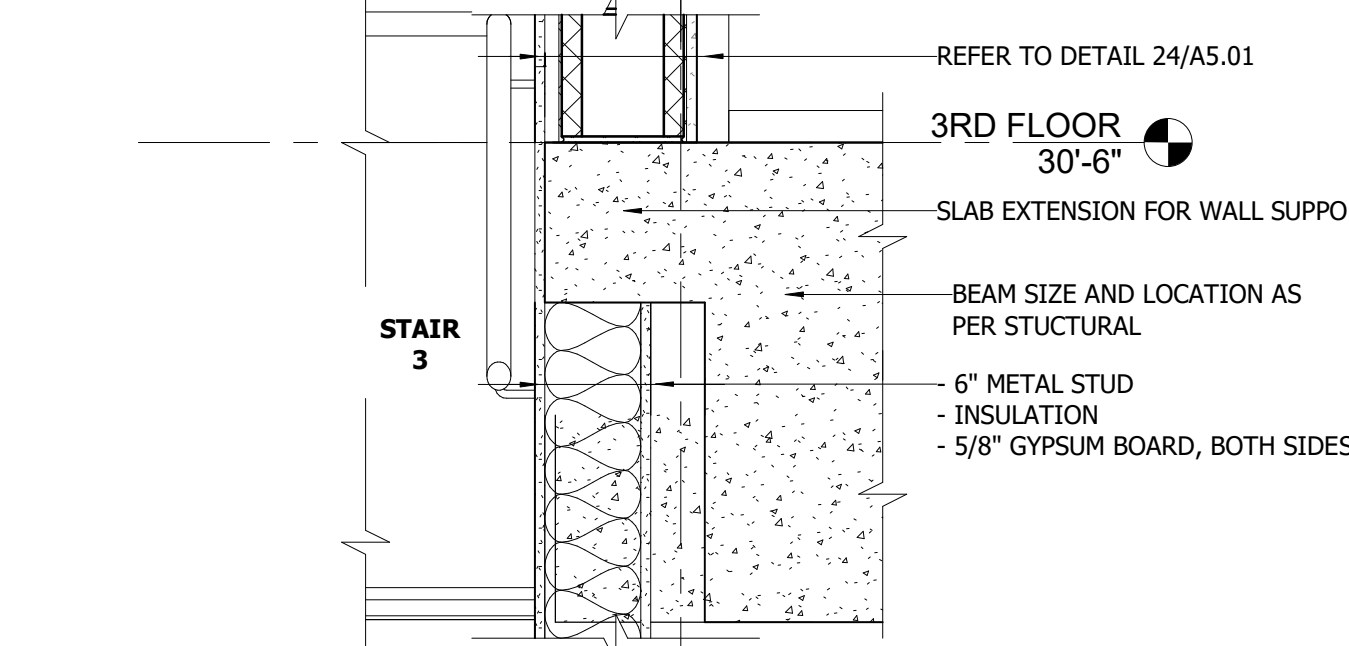 REFER TO DETAIL 24/A5.01
3RD FLOOR
30'-6"
SLAB EXTENSION FOR WALL SUPPO
BEAM SIZE AND LOCATION AS
PER STUCTURAL
STAIR
3
- 6" METAL STUD
- INSULATION
- 5/8" GYPSUM BOARD, BOTH SIDES